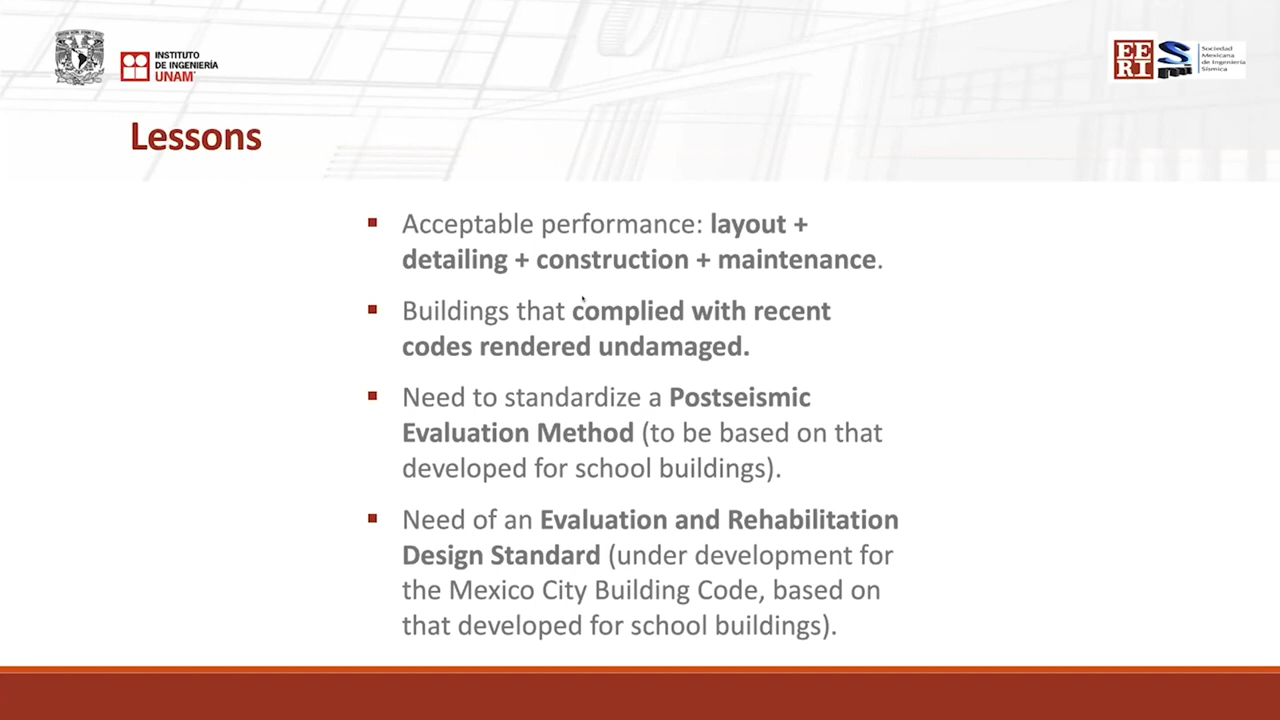 INSTITUTO
DE INGENIERÍA
UNAM
EE
RI
Sociedad
Mexicana
de Ingeniería
Sísmica
Lessons
▪ Acceptable performance: layout +
detailing + construction + maintenance.
▪ Buildings that complied with recent
codes rendered undamaged.
▪ Need to standardize a Postseismic
Evaluation Method (to be based on that
developed for school buildings).
▪ Need of an Evaluation and Rehabilitation
Design Standard (under development for
the Mexico City Building Code, based on
that developed for school buildings).